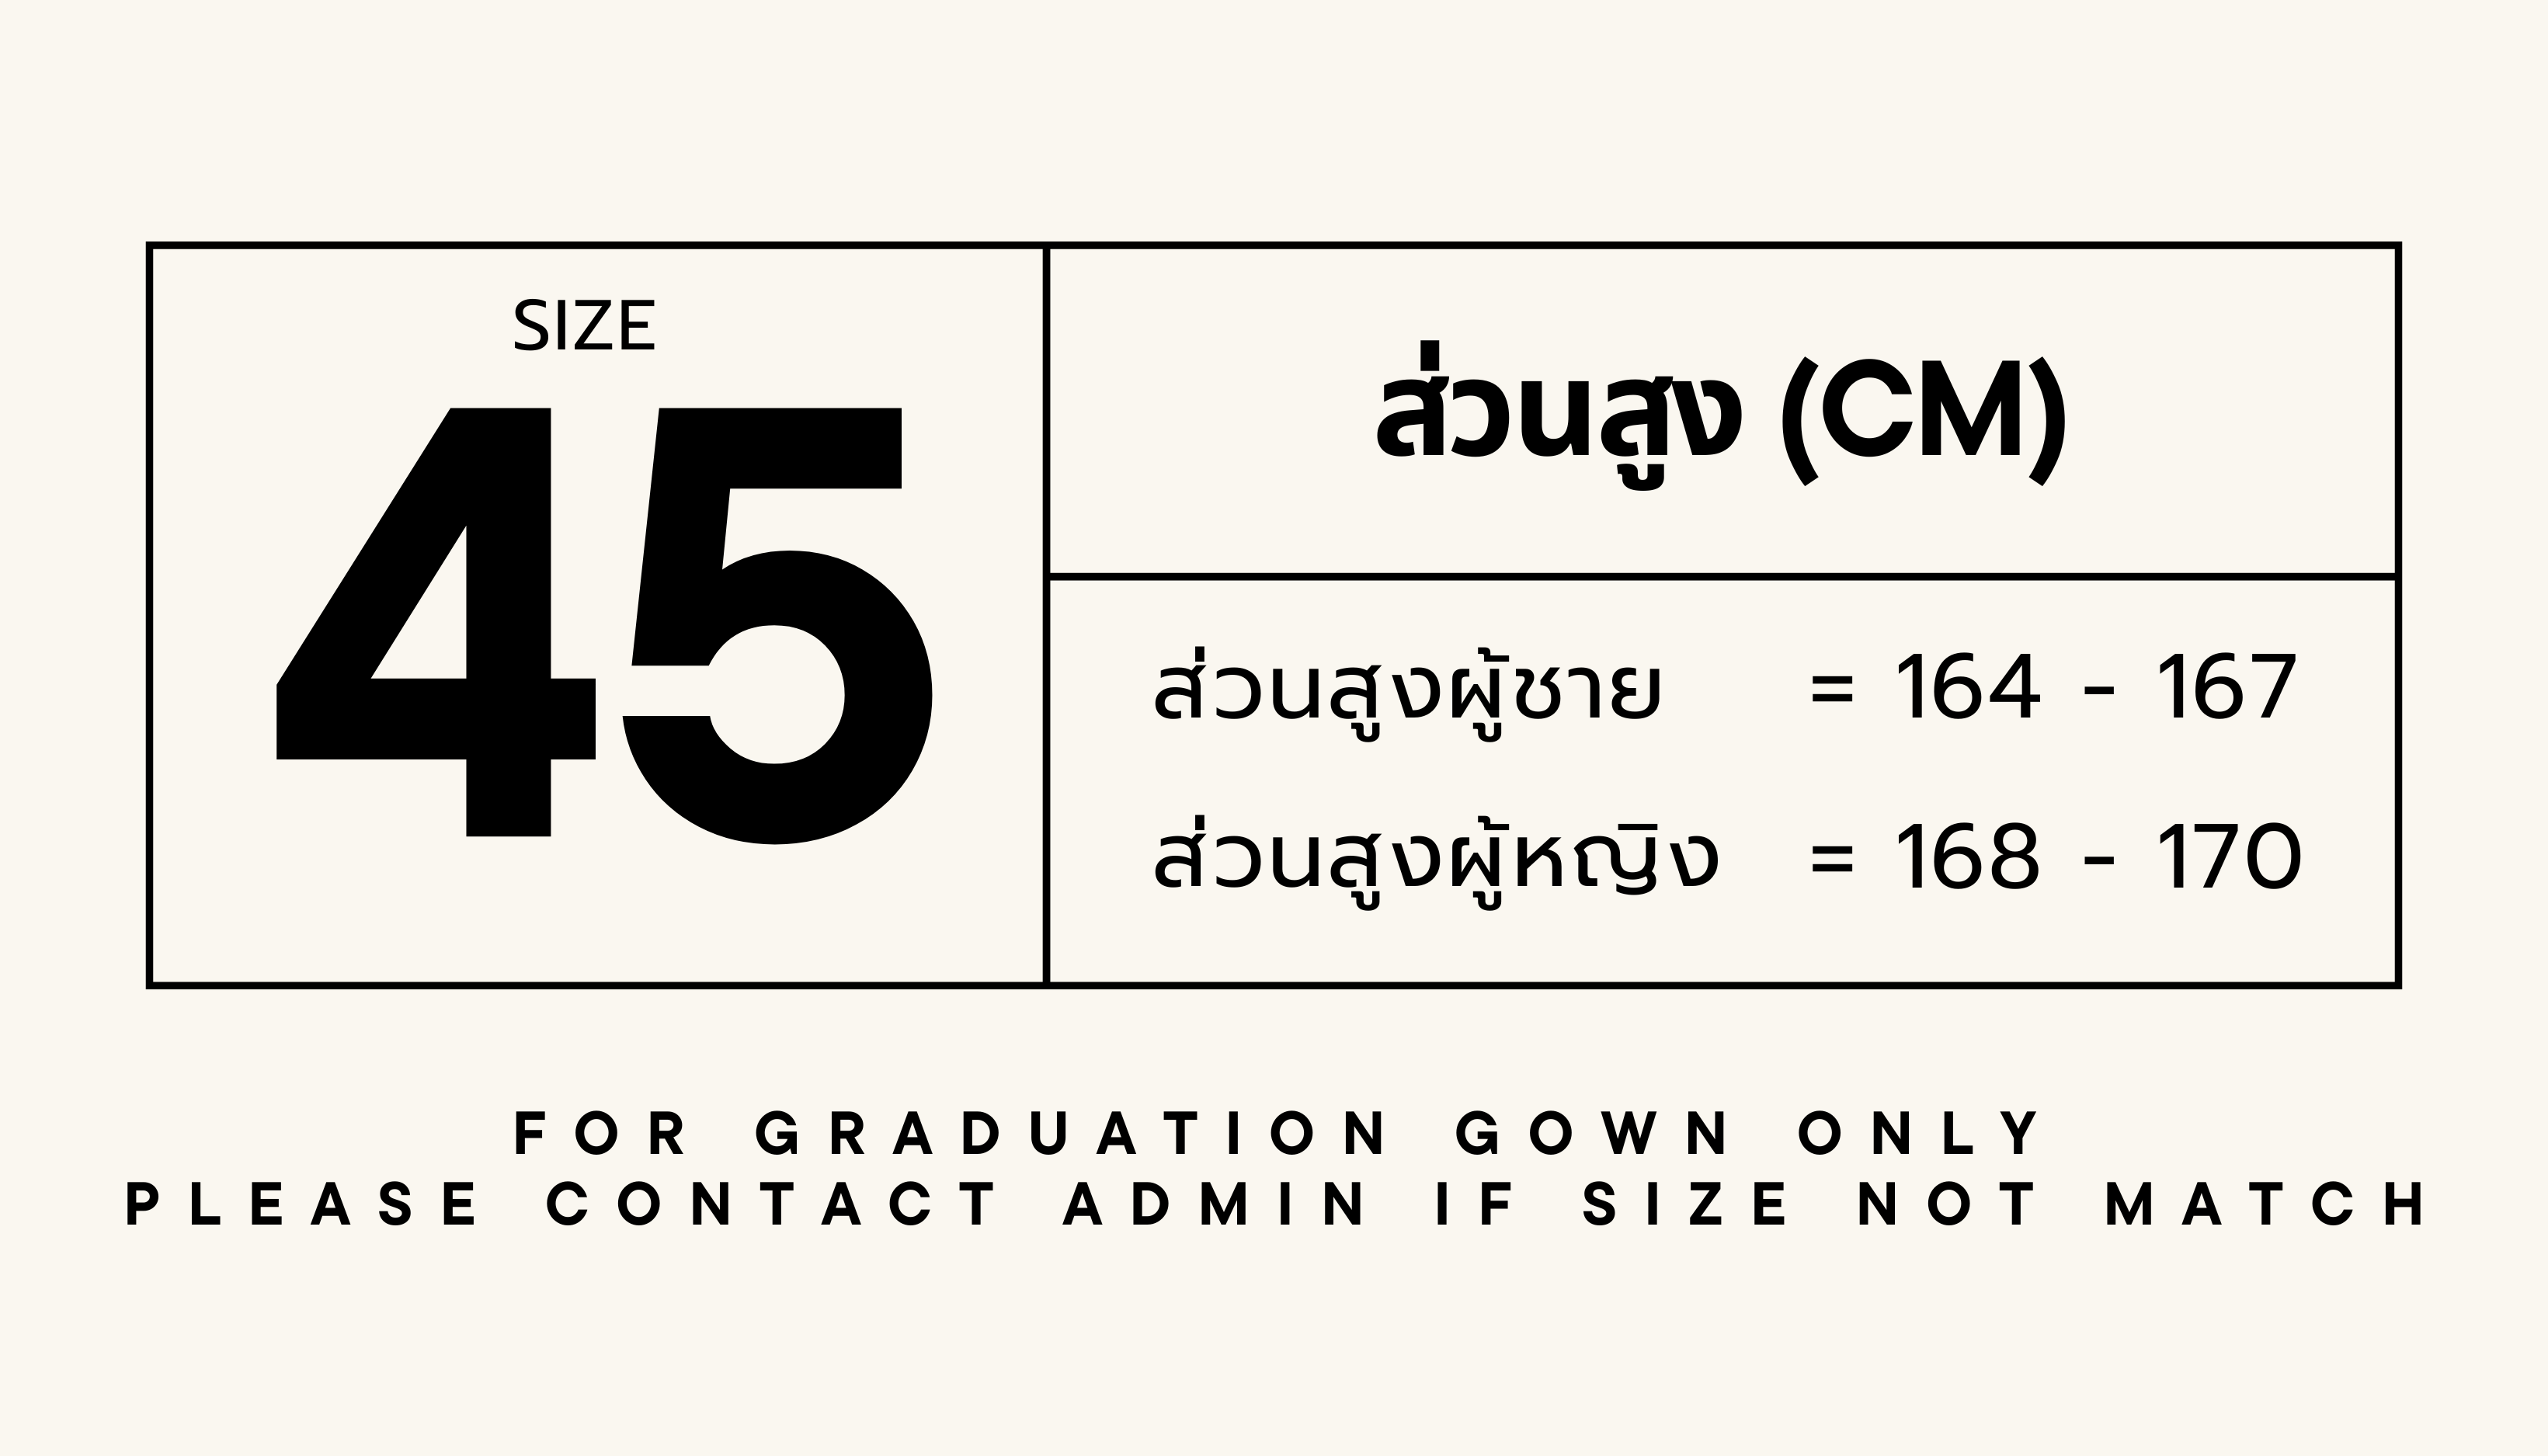 SIZE
45
ส่วนสูง (CM)
ส่วนสูงผู้ชาย = 164 - 167
ส่วนสูงผู้หญิง = 168 - 170
FOR GRADUATION GOWN ONLY
PLEASE CONTACT ADMIN IF SIZE NOT MATCH